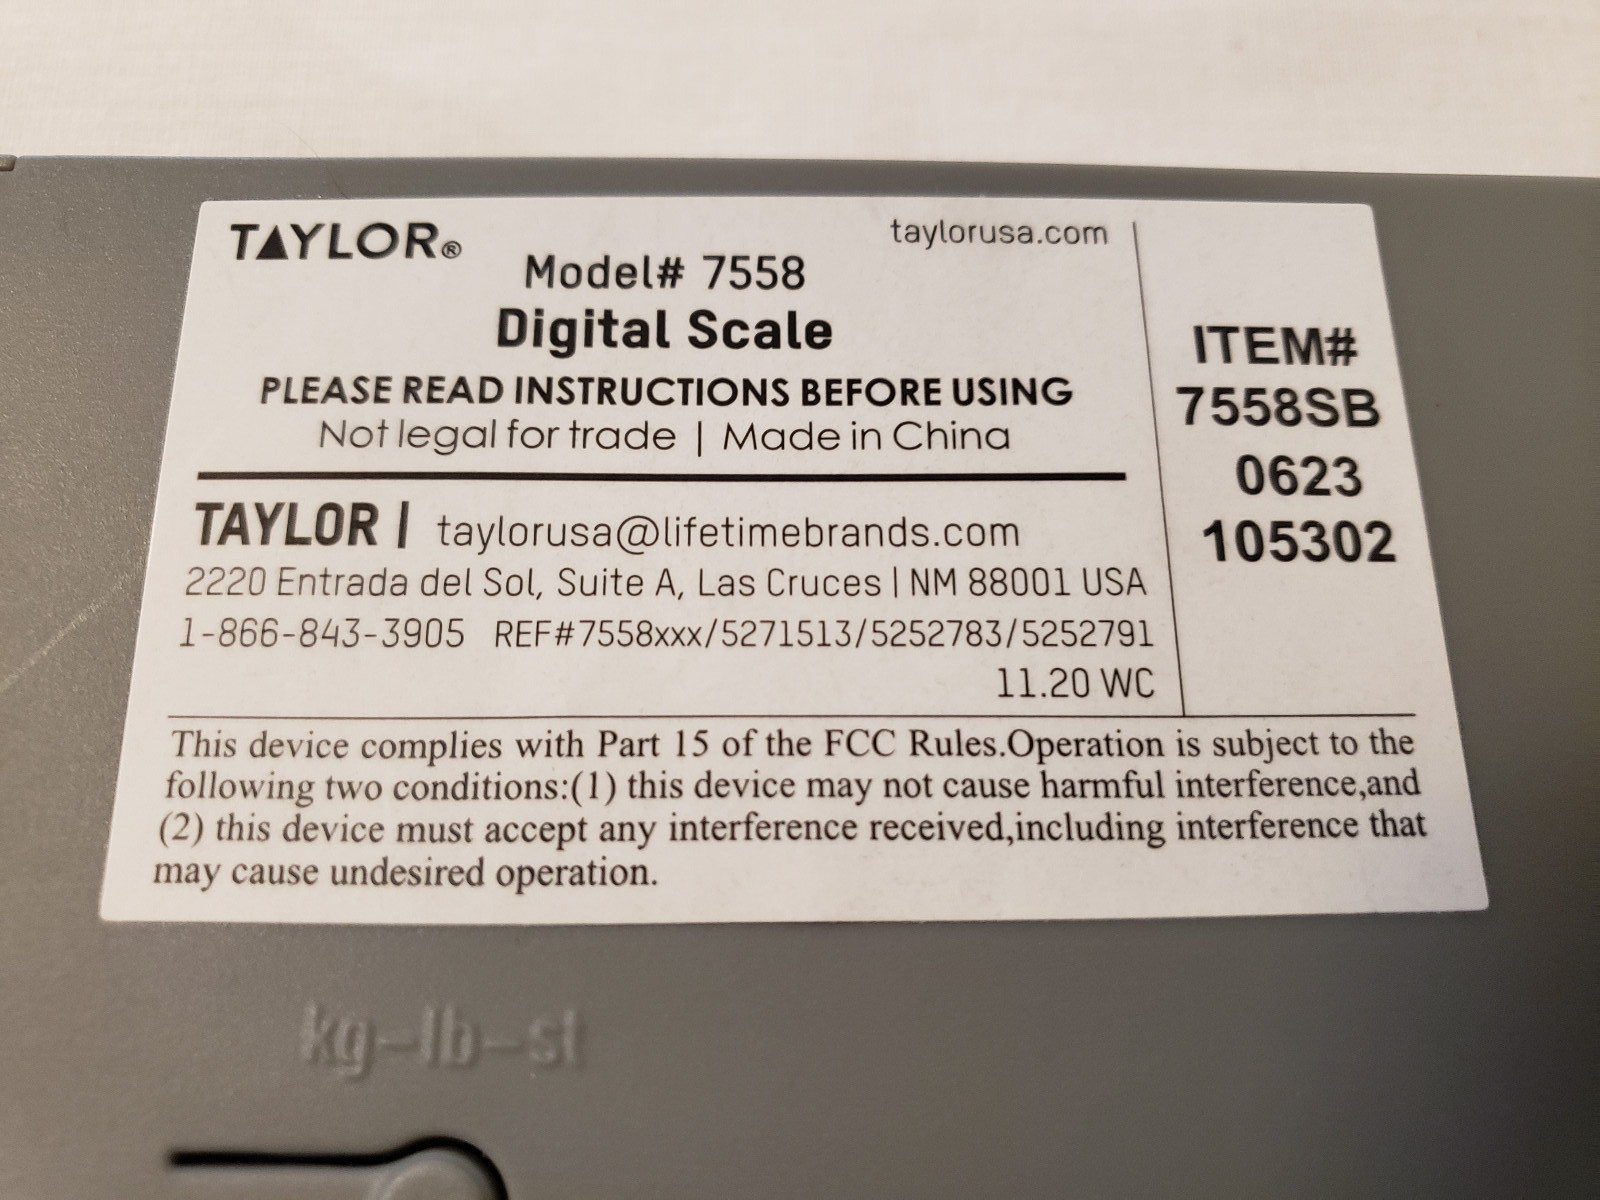 TAYLOR®
taylorusa.com
Model# 7558
Digital Scale
PLEASE READ INSTRUCTIONS BEFORE USING
Not legal for trade | Made in China
TAYLOR | taylorusa@lifetimebrands.com
2220 Entrada del Sol, Suite A, Las Cruces | NM 88001 USA
1-866-843-3905 REF#7558xxx/5271513/5252783/5252791
11.20 WC
ITEM#
7558SB
0623
105302
This device complies with Part 15 of the FCC Rules.Operation is subject to the
following two conditions:(1) this device may not cause harmful interference,and
(2) this device must accept any interference received,including interference that
may cause undesired operation.
kg-lb-st